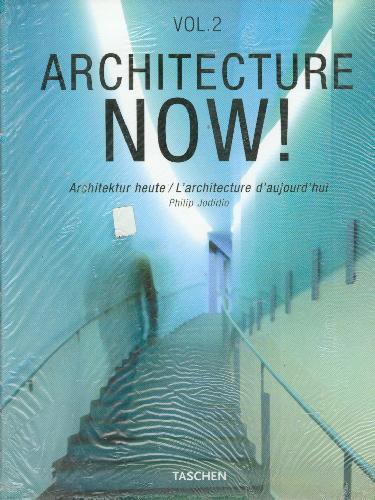 VOL.2
ARCHITECTURE
NOW!
Architektur heute / L'architecture d'aujourd'hui
Philip Jodidio
TASCHEN